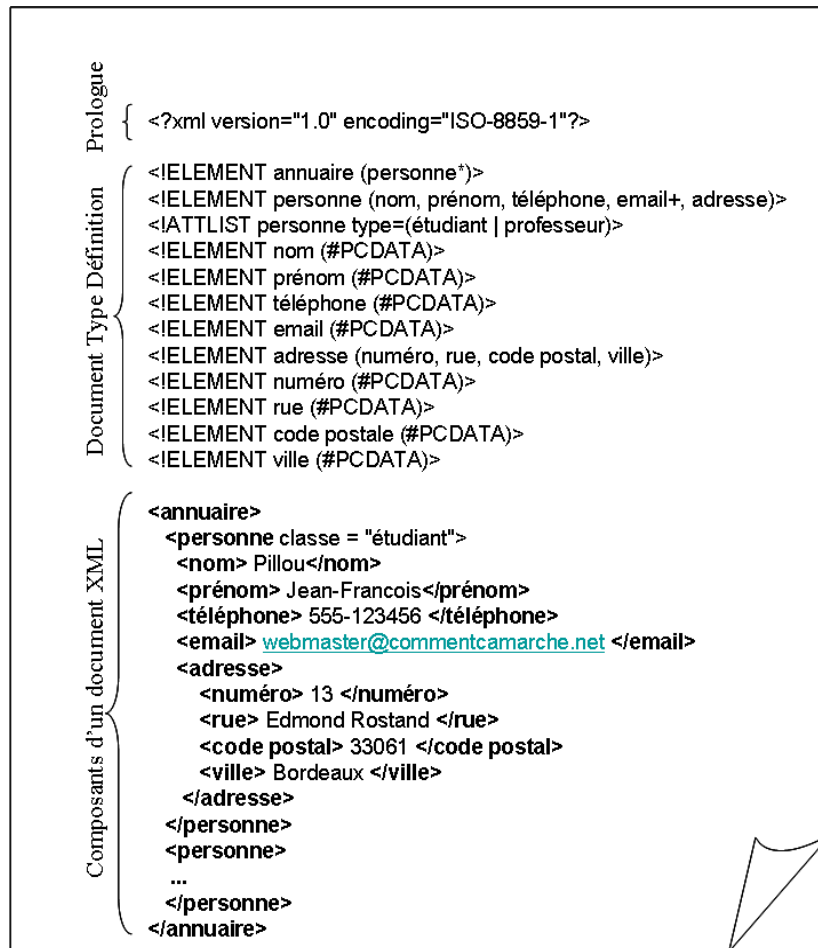 Prologue
<?xml version="1.0" encoding="ISO-8859-1"?>
Document Type Définition
<!ELEMENT annuaire (personne*)>
<!ELEMENT personne (nom, prénom, téléphone, email+, adresse)>
<!ATTLIST personne type=(étudiant | professeur)>
<!ELEMENT nom (#PCDATA)>
<!ELEMENT prénom (#PCDATA)>
<!ELEMENT téléphone (#PCDATA)>
<!ELEMENT email (#PCDATA)>
<!ELEMENT adresse (numéro, rue, code postal, ville)>
<!ELEMENT numéro (#PCDATA)>
<!ELEMENT rue (#PCDATA)>
<!ELEMENT code postale (#PCDATA)>
<!ELEMENT ville (#PCDATA)>
Composants d'un document XML
<annuaire>
<personne classe = "étudiant">
<nom> Pillou</nom>
<prénom> Jean-Francois</prénom>
<téléphone> 555-123456 </téléphone>
<email> webmaster@commentcamarche.net </email>
<adresse>
<numéro> 13 </numéro>
<rue> Edmond Rostand </rue>
<code postal> 33061 </code postal>
<ville> Bordeaux </ville>
</adresse>
</personne>
<personne>
...
</personne>
</annuaire>